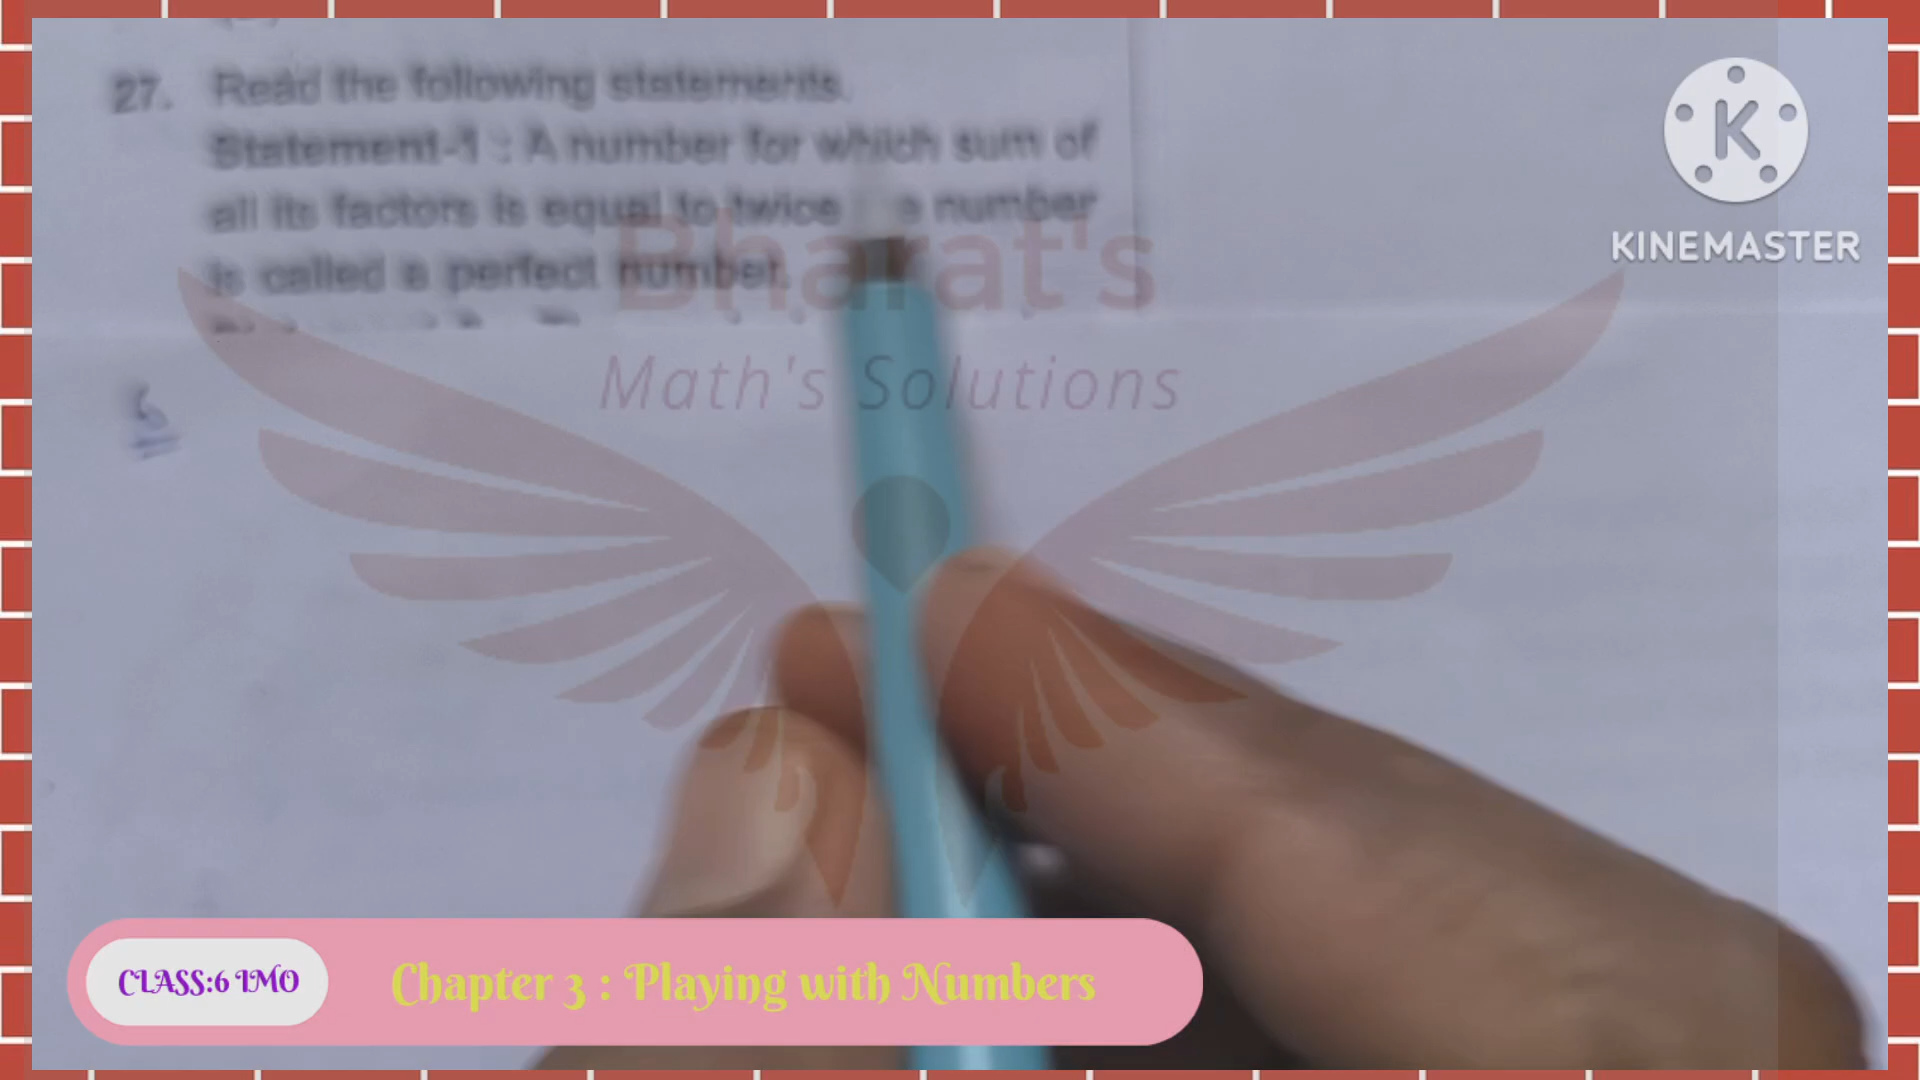 27. Read the following statements.
Statement-1 : A number for which sum of
all its factors is equal to twice number
is called a perfect number.
6
Bharat's
Math's Solutions
K
KINEMASTER
CLASS:6 IMO
Chapter 3 : Playing with Numbers